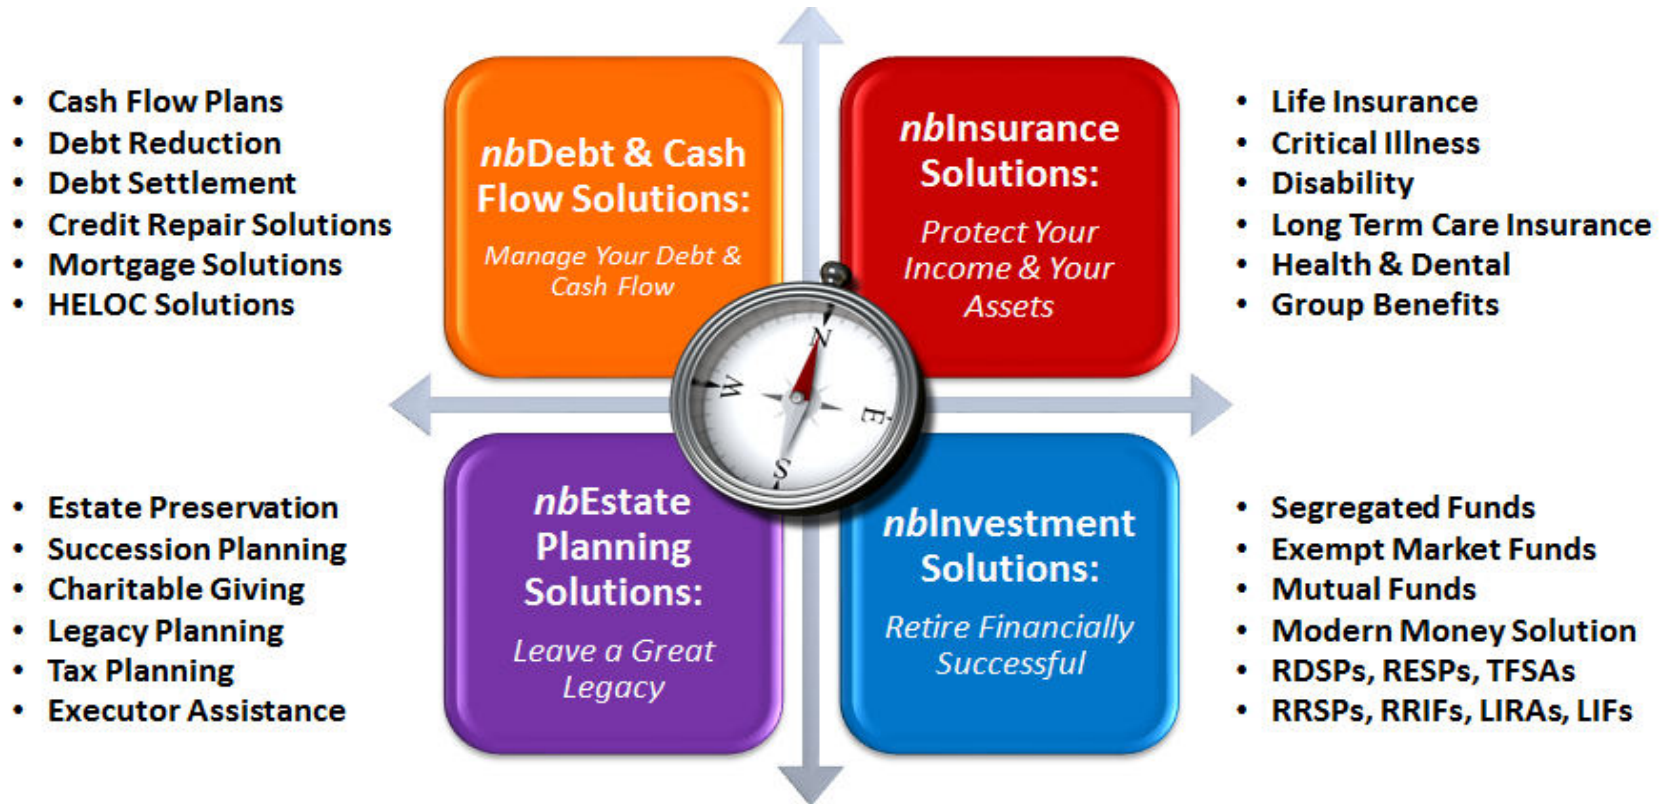 • Cash Flow Plans
• Debt Reduction
• Debt Settlement
• Credit Repair Solutions
• Mortgage Solutions
• HELOC Solutions
nbDebt & Cash
Flow Solutions:
Manage Your Debt &
Cash Flow
nbInsurance
Solutions:
Protect Your
Income & Your
Assets
• Life Insurance
• Critical Illness
• Disability
• Long Term Care Insurance
• Health & Dental
• Group Benefits
N
W
E
S
• Estate Preservation
• Succession Planning
• Charitable Giving
• Legacy Planning
• Tax Planning
• Executor Assistance
nbEstate
Planning
Solutions:
Leave a Great
Legacy
nbInvestment
Solutions:
Retire Financially
Successful
• Segregated Funds
• Exempt Market Funds
• Mutual Funds
• Modern Money Solution
• RDSPs, RESPs, TFSAs
• RRSPs, RRIFs, LIRAs, LIFs